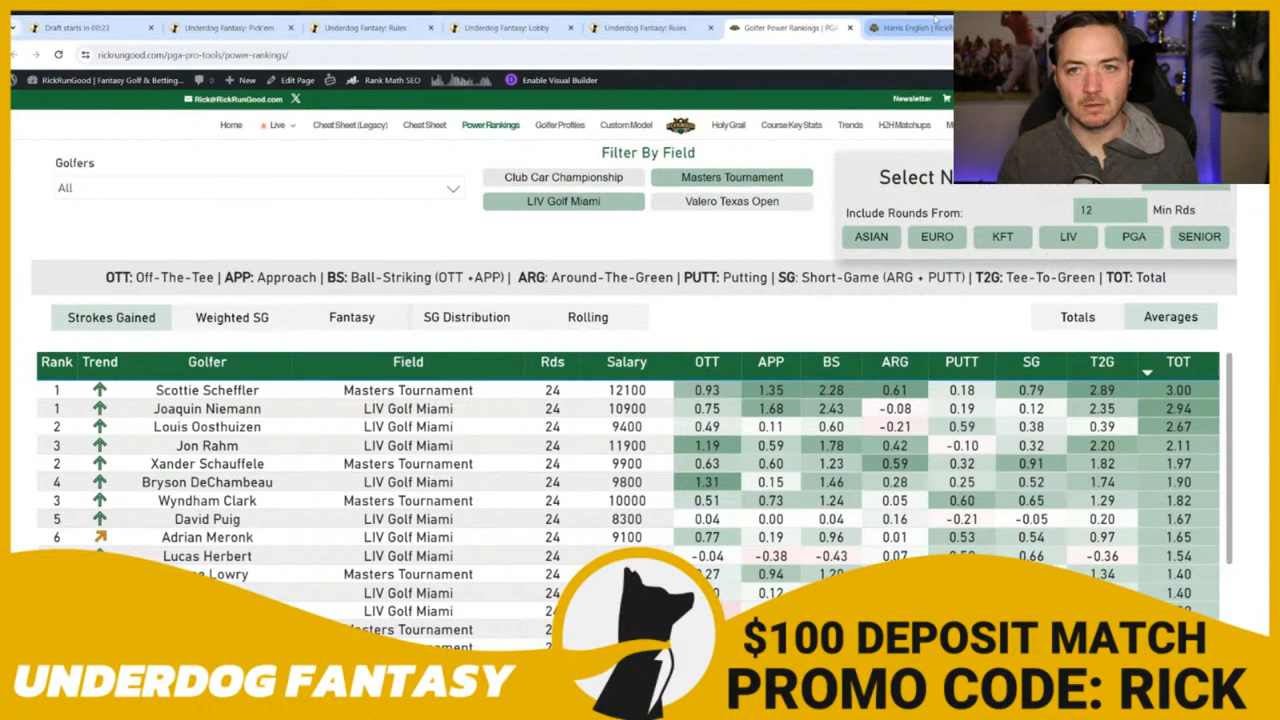 Draft starts in 00:23
Underdog Fantasy: Pick'em
Underdog Fantasy: Rules
Underdog Fantasy: Lobby
Underdog Fantasy: Rules
Golfer Power Rankings | PGA
Harris English | RickR
rickrungood.com/pga-pro-tools/power-rankings/
RickRunGood | Fantasy Golf & Betting... 0 New Edit Page Rank Math SEO Enable Visual Builder
Rick@RickRunGood.com Newsletter
Home Live Cheat Sheet (Legacy) Cheat Sheet Power Rankings Golfer Profiles Custom Model Holy Grail Course Key Stats Trends H2H Matchups
Filter By Field
Golfers
All
Club Car Championship Masters Tournament
LIV Golf Miami Valero Texas Open
Select N
Include Rounds From: 12 Min Rds
ASIAN EURO KFT LIV PGA SENIOR
OTT: Off-The-Tee | APP: Approach | BS: Ball-Striking (OTT +APP) | ARG: Around-The-Green | PUTT: Putting | SG: Short-Game (ARG + PUTT) | T2G: Tee-To-Green | TOT: Total
Strokes Gained Weighted SG Fantasy SG Distribution Rolling Totals Averages
Rank Trend Golfer Field Rds Salary OTT APP BS ARG PUTT SG T2G TOT
1 Scottie Scheffler Masters Tournament 24 12100 0.93 1.35 2.28 0.61 0.18 0.79 2.89 3.00
1 Joaquin Niemann LIV Golf Miami 24 10900 0.75 1.68 2.43 -0.08 0.19 0.12 2.35 2.94
2 Louis Oosthuizen LIV Golf Miami 24 9400 0.49 0.11 0.60 -0.21 0.59 0.38 0.39 2.67
3 Jon Rahm LIV Golf Miami 24 11900 1.19 0.59 1.78 0.42 -0.10 0.32 2.20 2.11
2 Xander Schauffele Masters Tournament 24 9900 0.63 0.60 1.23 0.59 0.32 0.91 1.82 1.97
4 Bryson DeChambeau LIV Golf Miami 24 9800 1.31 0.15 1.46 0.28 0.25 0.52 1.74 1.90
3 Wyndham Clark Masters Tournament 24 10000 0.51 0.73 1.24 0.05 0.60 0.65 1.29 1.82
5 David Puig LIV Golf Miami 24 8300 0.04 0.00 0.04 0.16 -0.21 -0.05 0.20 1.67
6 Adrian Meronk LIV Golf Miami 24 9100 0.77 0.19 0.96 0.01 0.53 0.54 0.97 1.65
Lucas Herbert LIV Golf Miami -0.04 -0.38 -0.43 0.07 0.66 -0.36 1.54
Lowry Masters Tournament 0.94 1.34 1.40
LIV Golf Miami 0.12 1.40
LIV Golf Miami
Masters Tournament
UNDERDOG FANTASY
$100 DEPOSIT MATCH
PROMO CODE: RICK